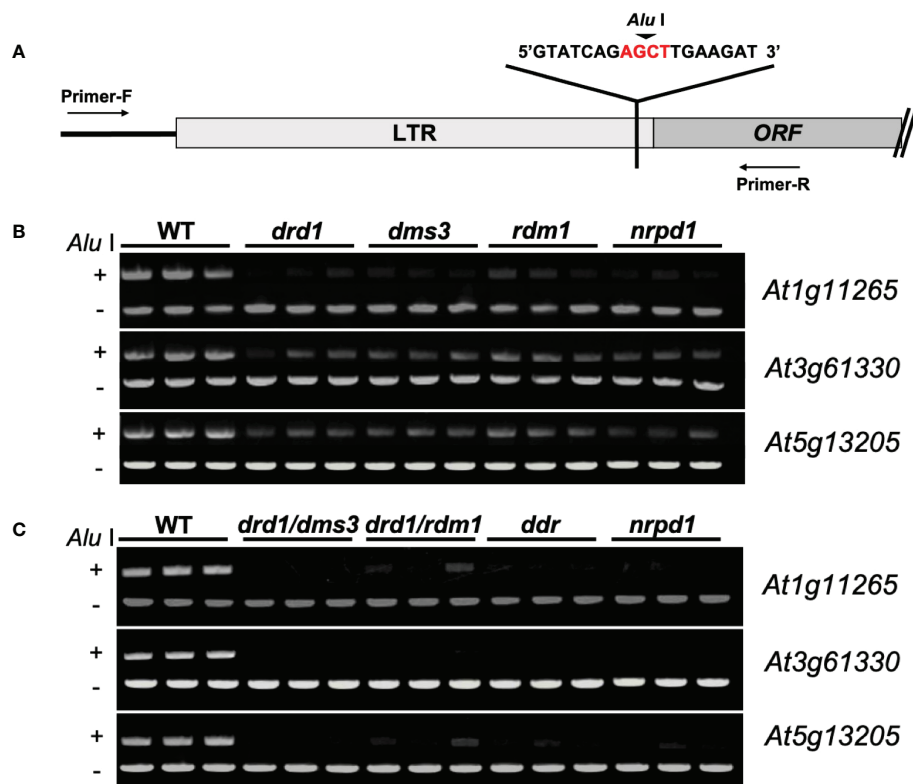 A
Alu I
5'GTATCAGAGCTTGAAGAT 3'
Primer-F
LTR
ORF
Primer-R
B
Alu I
WT drd1 dms3 rdm1 nrpd1
+
-
At1g11265
+
-
At3g61330
+
-
At5g13205
C
Alu I
WT drd1/dms3 drd1/rdm1 ddr nrpd1
+
-
At1g11265
+
-
At3g61330
+
-
At5g13205